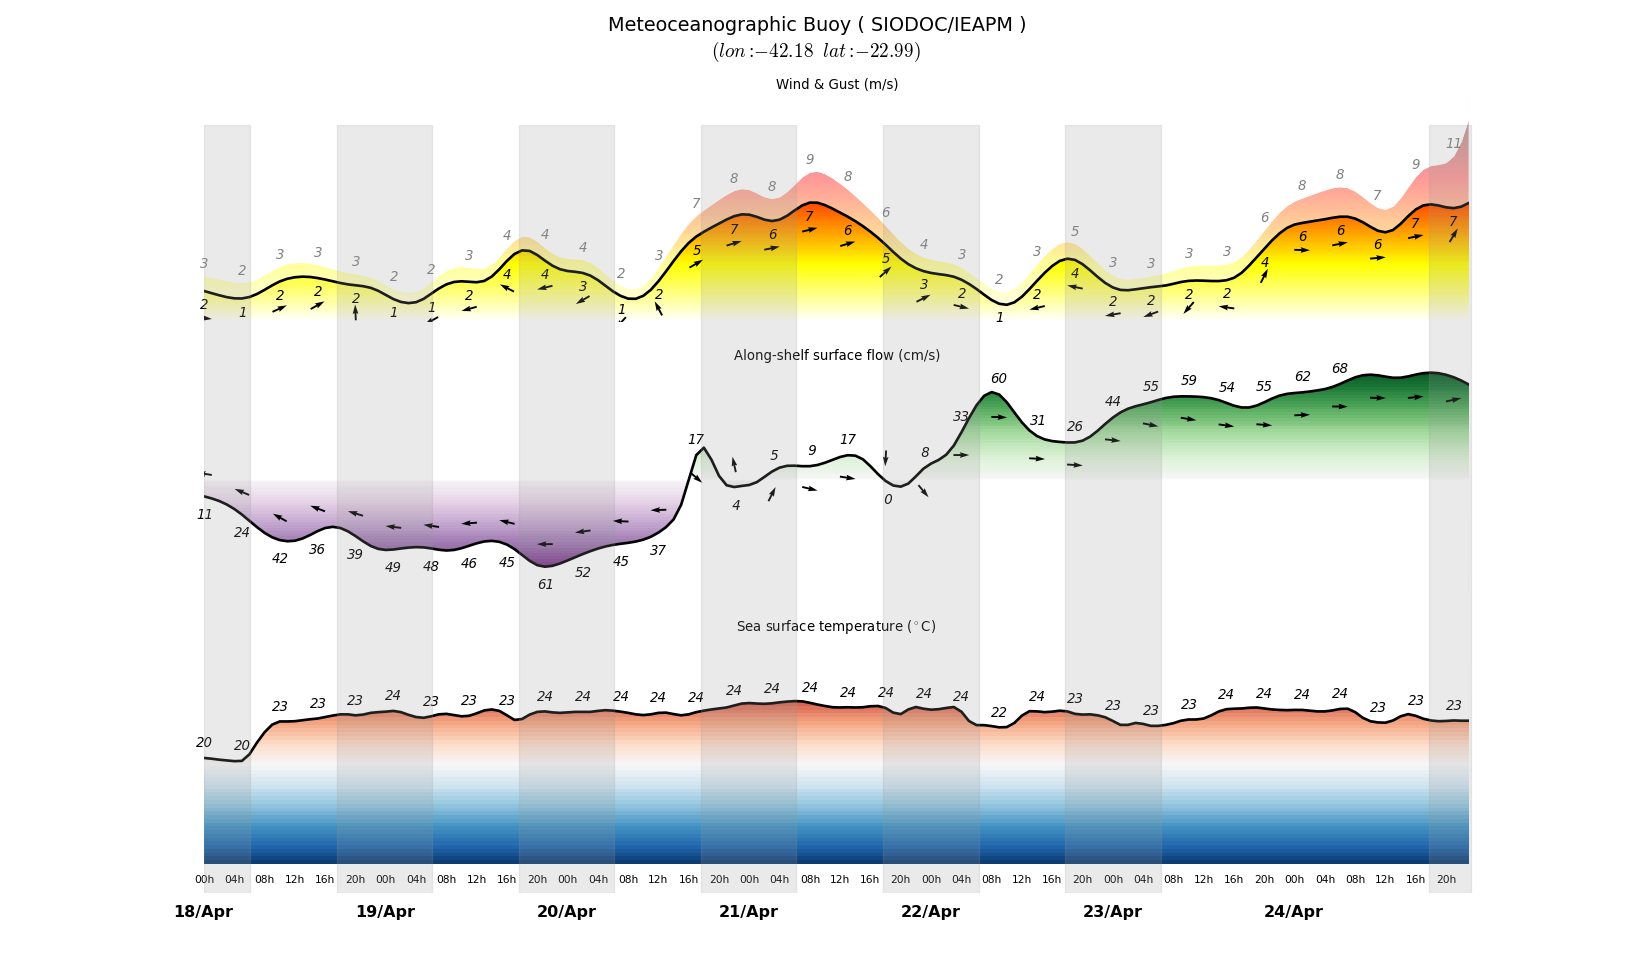 Meteoceanographic Buoy ( SIODOC/IEAPM )
(lon:−42.18 lat:−22.99)
Wind & Gust (m/s)
3 2 3 3 3 2 2 3 4 4 4 2 3 7 8 8 9 8 6 4 3 2 3 5 3 3 3 3 6 8 8 7 9 11
2 1 2 2 2 1 1 2 4 4 3 1 2 5 7 6 7 6 5 3 2 1 2 4 2 2 2 2 4 6 6 6 7 7
Along-shelf surface flow (cm/s)
11 24 42 36 39 49 48 46 45 61 52 45 37 17 4 5 9 17 0 8 33 60 31 26 44 55 59 54 55 62 68
Sea surface temperature (°C)
20 20 23 23 23 24 23 23 23 24 24 24 24 24 24 24 24 24 24 24 24 22 24 23 23 23 23 24 24 24 24 23 23 23
00h 04h 08h 12h 16h 20h 00h 04h 08h 12h 16h 20h 00h 04h 08h 12h 16h 20h 00h 04h 08h 12h 16h 20h 00h 04h 08h 12h 16h 20h 00h 04h 08h 12h 16h 20h 00h 04h 08h 12h 16h 20h
18/Apr 19/Apr 20/Apr 21/Apr 22/Apr 23/Apr 24/Apr